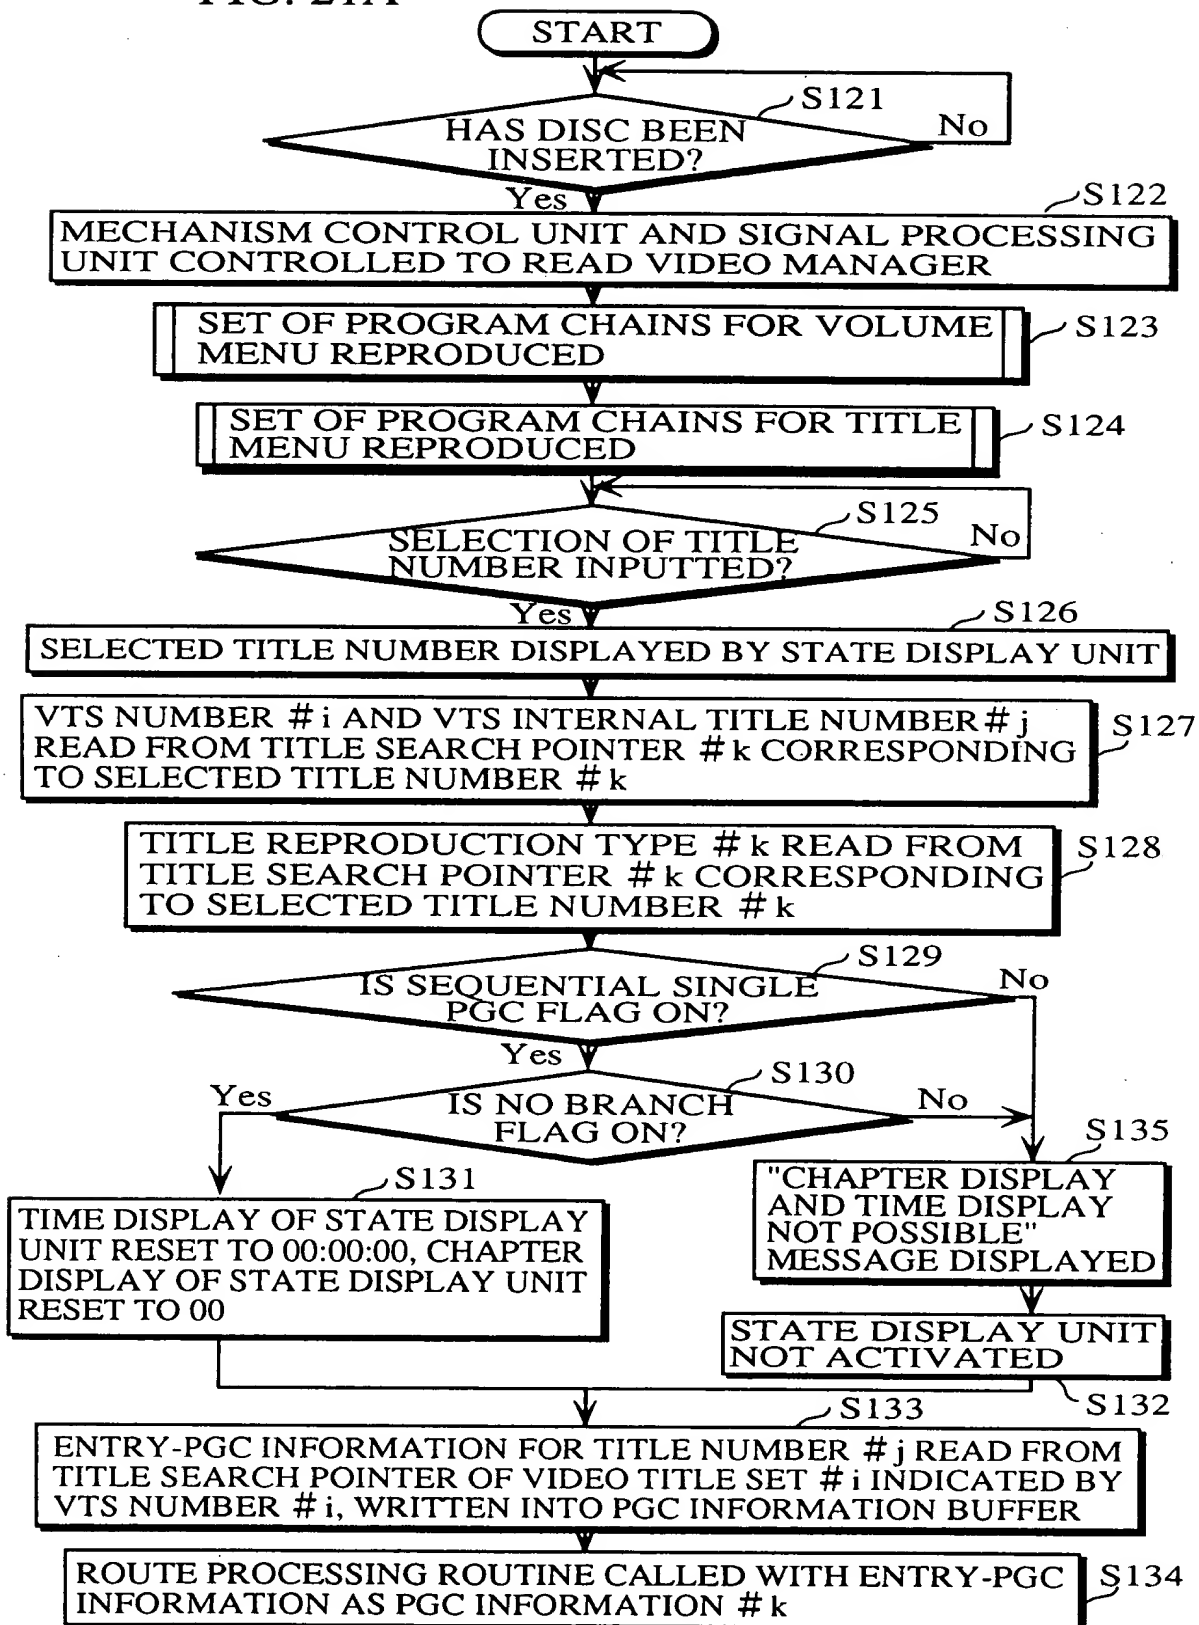 FIG. 21A
START
S121
HAS DISC BEEN
INSERTED?
No
Yes
S122
MECHANISM CONTROL UNIT AND SIGNAL PROCESSING
UNIT CONTROLLED TO READ VIDEO MANAGER
SET OF PROGRAM CHAINS FOR VOLUME
MENU REPRODUCED
S123
SET OF PROGRAM CHAINS FOR TITLE
MENU REPRODUCED
S124
S125
SELECTION OF TITLE
NUMBER INPUTTED?
No
Yes
S126
SELECTED TITLE NUMBER DISPLAYED BY STATE DISPLAY UNIT
VTS NUMBER #i AND VTS INTERNAL TITLE NUMBER #j
READ FROM TITLE SEARCH POINTER #k CORRESPONDING
TO SELECTED TITLE NUMBER #k
S127
TITLE REPRODUCTION TYPE #k READ FROM
TITLE SEARCH POINTER #k CORRESPONDING
TO SELECTED TITLE NUMBER #k
S128
S129
IS SEQUENTIAL SINGLE
PGC FLAG ON?
No
Yes
S130
IS NO BRANCH
FLAG ON?
Yes
No
S131
TIME DISPLAY OF STATE DISPLAY
UNIT RESET TO 00:00:00, CHAPTER
DISPLAY OF STATE DISPLAY UNIT
RESET TO 00
S135
"CHAPTER DISPLAY
AND TIME DISPLAY
NOT POSSIBLE"
MESSAGE DISPLAYED
STATE DISPLAY UNIT
NOT ACTIVATED
S132
S133
ENTRY-PGC INFORMATION FOR TITLE NUMBER #j READ FROM
TITLE SEARCH POINTER OF VIDEO TITLE SET #i INDICATED BY
VTS NUMBER #i, WRITTEN INTO PGC INFORMATION BUFFER
ROUTE PROCESSING ROUTINE CALLED WITH ENTRY-PGC
INFORMATION AS PGC INFORMATION #k
S134